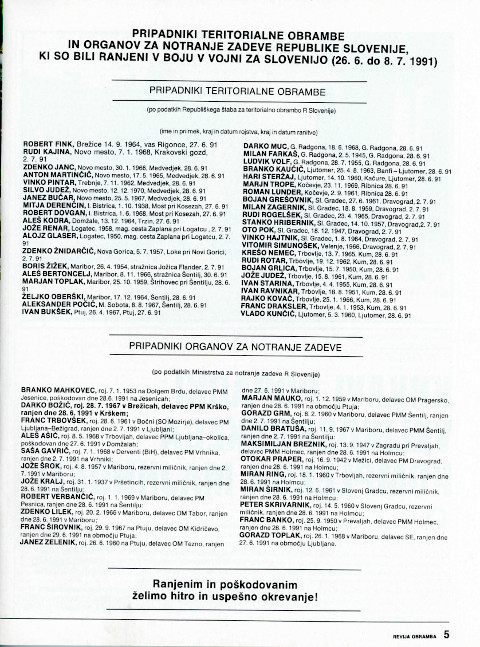 PRIPADNIKI TERITORIALNE OBRAMBE
IN ORGANOV ZA NOTRANJE ZADEVE REPUBLIKE SLOVENIJE,
KI SO BILI RANJENI V BOJU V VOJNI ZA SLOVENIJO (26. 6. do 8. 7. 1991)
PRIPADNIKI TERITORIALNE OBRAMBE
(po podatkih Republiškega štaba za teritorialno obrambo R Slovenije)
(ime in priimek, kraj in datum rojstva, kraj in datum ranitve)
ROBERT FINK, Brežice 14. 9. 1964, vas Rigonce, 27. 6. 91
RUDI KAJINA, Novo mesto, 7. 1. 1968, Krakovski gozd,
2. 7. 91
ZDENKO JANC, Novo mesto, 30. 1. 1966, Medvedjek, 28. 6. 91
ANTON MARTINČIČ, Novo mesto, 17. 5. 1965, Medvedjek, 28. 6. 91
VINKO PINTAR, Trebnje, 7. 11. 1962, Medvedjek, 28. 6. 91
SILVO JUDEŽ, Novo mesto, 12. 12. 1970, Medvedjek, 28. 6. 91
JANEZ BUČAR, Novo mesto, 25. 5. 1967, Medvedjek, 28. 6. 91
MITJA DERENČIN, I. Bistrica, 1. 10. 1938, Most pri Kosezah, 27. 6. 91
ROBERT DOVGAN, I. Bistrica, 1. 6. 1968, Most pri Kosezah, 27. 6. 91
ALEŠ KODRA, Domžale, 13. 12. 1964, Trzin, 27. 6. 91
JOŽE RENAR, Logatec, 1958, mag. cesta Zaplana pri Logatcu, 2. 7. 91
ALOJZ GLASER, Logatec, 1950, mag. cesta Zaplana pri Logatcu, 2. 7.
91
ZDENKO ŽNIDARČIČ, Nova Gorica, 5. 7. 1957, Loke pri Novi Gorici,
2. 7. 91
BORIS ŽIŽEK, Maribor, 26. 4. 1954, stražnica Jožica Flander, 2. 7. 91
ALEŠ BERTONCELJ, Maribor, 8. 11. 1966, stražnica Šentilj, 30. 6. 91
MARJAN TOPLAK, Maribor, 25. 10. 1959, Štrihovec pri Šentilju, 28. 6.
91
ŽELJKO OBERŠKI, Maribor, 17. 12. 1964, Šentilj, 28. 6. 91
ALEKSANDER POČIČ, M. Sobota, 8. 8. 1967, Šentilj, 28. 6. 91
IVAN BUKŠEK, Ptuj, 26. 4. 1967, Ptuj, 27. 6. 91
DARKO MUC, G. Radgona, 18. 6. 1968, G. Radgona, 28. 6. 91
MILAN FARKAŠ, G. Radgona, 2. 5. 1945, G. Radgona, 28. 6. 91
LUDVIK VOLF, G. Radgona, 28. 7. 1955, G. Radgona, 28. 6. 91
BRANKO KAUČIČ, Ljutomer, 25. 4. 1963, Banfi – Ljutomer, 28. 6. 91
HARI STERŽAJ, Ljutomer, 14. 10. 1960, Kačure, Ljutomer, 28. 6. 91
MARJN TROPE, Kočevje, 23. 11. 1969, Ribnica 28. 6. 91
ROMAN LUNDER, Kočevje, 2. 9. 1961, Ribnica 28. 6. 91
BOJAN GREŠOVNIK, Sl. Gradec, 27. 6. 1961, Dravograd, 2. 7. 91
MILAN ZAGERNIK, Sl. Gradec, 18. 6. 1959, Dravograd, 2. 7. 91
RUDI ROGELŠEK, Sl. Gradec, 23. 4. 1965, Dravograd, 2. 7. 91
STANKO HRIBERNIK, Sl. Gradec, 14. 10. 1957, Dravograd, 2. 7. 91
OTO POK, Sl. Gradec, 18. 12. 1947, Dravograd, 2. 7. 91
VINKO HAJTNIK, Sl. Gradec, 1. 8. 1964, Dravograd, 2. 7. 91
VITOMIR SIMUNOŠEK, Velenje, 1966, Dravograd, 2. 7. 91
KREŠO NEMEC, Trbovlje, 13. 7. 1965, Kum, 28. 6. 91
RUDI ROTAR, Trbovlje, 19. 12. 1962, Kum, 28. 6. 91
BOJAN GRLICA, Trbovlje, 15. 7. 1950, Kum, 28. 6. 91
JOŽE JUDEŽ, Trbovlje, 15. 8. 1961, Kum, 28. 6. 91
IVAN STARINA, Trbovlje, 4. 4. 1955, Kum, 28. 6. 91
IVAN RAVNIKAR, Trbovlje, 18. 8. 1951, Kum, 28. 6. 91
RAJKO KOVAČ, Trbovlje, 25. 1. 1966, Kum, 28. 6. 91
FRANC DRAKSLER, Trbovlje, 4. 1. 1953, Kum, 28. 6. 91
VLADO KUNČIČ, Ljutomer, 5. 3. 1960, Ljutomer, 28. 6. 91
PRIPADNIKI ORGANOV ZA NOTRANJE ZADEVE
(po podatkih Ministrstva za notranje zadeve R Slovenije)
BRANKO MAHKOVEC, roj. 7. 1. 1953 na Dolgem Brdu, delavec PMM
Jesenice, poškodovan dne 28. 6. 1991 na Jesenicah;
DARKO BOŽIČ, roj. 28. 7. 1967 v Brežicah, delavec PPM Krško,
ranjen dne 28. 6. 1991 v Krškem;
FRANC TRBOVŠEK, roj. 28. 6. 1961 v Bočni (SO Mozirje), delavec PM
Ljubljana–Bežigrad, ranjen dne 2. 7. 1991 v Ljubljani;
ALEŠ ASIČ, roj. 8. 5. 1968 v Trbovljah, delavec PPM Ljubljana–okolica,
poškodovan dne 27. 6. 1991 v Domžalah;
SAŠA GAVRIČ, roj. 7. 1. 1968 v Derventi (BiH), delavec PM Vrhnika,
ranjen dne 2. 7. 1991 na Vrhniki;
JOŽE ŠROK, roj. 4. 8. 1957 v Mariboru, rezervni miličnik, ranjen dne 2.
7. 1991 v Mariboru;
JOŽE KRALJ, roj. 31. 1. 1937 v Prišetincih, rezervni miličnik, ranjen dne
28. 6. 1991 na Šentilju;
ROBERT VERBANČIČ, roj. 1. 1. 1969 v Mariboru, delavec PM
Pesnica, ranjen dne 28. 6. 1991 na Šentilju;
ZDENKO LILEK, roj. 20. 2. 1966 v Mariboru, delavec OM Tabor, ranjen
dne 28. 6. 1991 v Mariboru;
FRANC ŠIROVNIK, roj. 29. 9. 1967 na Ptuju, delavec OM Kidričevo,
ranjen dne 29. 6. 1991 na območju Ptuja;
JANEZ ZELENIK, roj. 26. 6. 1960 na Ptuju, delavec OM Tezno, ranjen
dne 27. 5. 1991 v Mariboru;
MARJAN MAUKO, roj. 1. 12. 1959 v Mariboru, delavec OM Pragersko,
ranjen dne 28. 6. 1991 na območju Ptuja;
GORAZD GRM, roj. 8. 2. 1960 v Mariboru, delavec PMM Šentilj, ranjen
dne 2. 7. 1991 na Šentilju;
DANILO BRATUŠA, roj. 11. 9. 1967 v Mariboru, delavec PMM Šentilj,
ranjen dne 2. 7. 1991 na Šentilju;
MAKSIMILJAN BREZNIK, roj. 13. 9. 1947 v Zagradu pri Prevaljah,
delavec PMM Holmec, ranjen dne 28. 6. 1991 na Holmcu;
OTOKAR PRAPER, roj. 16. 9. 1942 v Mežici, delavec PM Dravograd,
ranjen dne 28. 6. 1991 na Holmcu;
MIRAN RING, roj. 18. 1. 1960 v Trbovljah, rezervni miličnik, ranjen dne
28. 6. 1991 na Holmcu;
MIRAN SIRNIK, roj. 12. 6. 1961 v Slovenj Gradcu, rezervni miličnik,
ranjen dne 28. 6. 1991 na Holmcu;
PETER SKRIVARNIK, roj. 14. 5. 1960 v Slovenj Gradcu, rezervni
miličnik, ranjen dne 28. 6. 1991 na Holmcu;
FRANC BANKO, roj. 25. 9. 1950 v Prevaljah, delavec PMM Holmec,
ranjen dne 28. 6. 1991 na Holmcu;
GORAZD TOPLAK, roj. 26. 1. 1968 v Mariboru, delavec SE, ranjen dne
27. 6. 1991 na območju Ljubljane.
Ranjenim in poškodovanim
želimo hitro in uspešno okrevanje!
REVIJA OBRAMBA 5